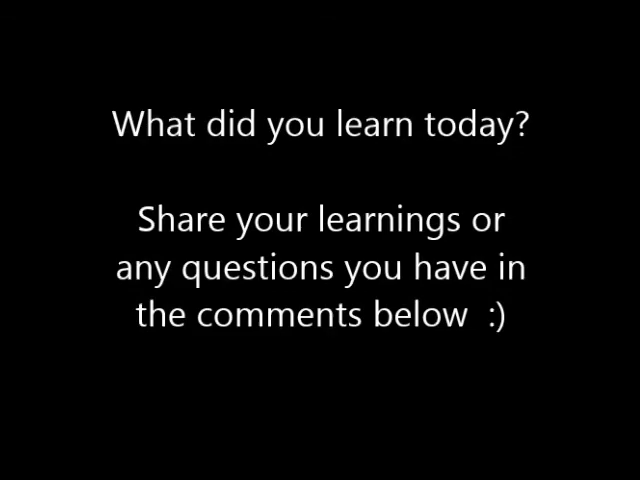 What did you learn today?
Share your learnings or
any questions you have in
the comments below  :)